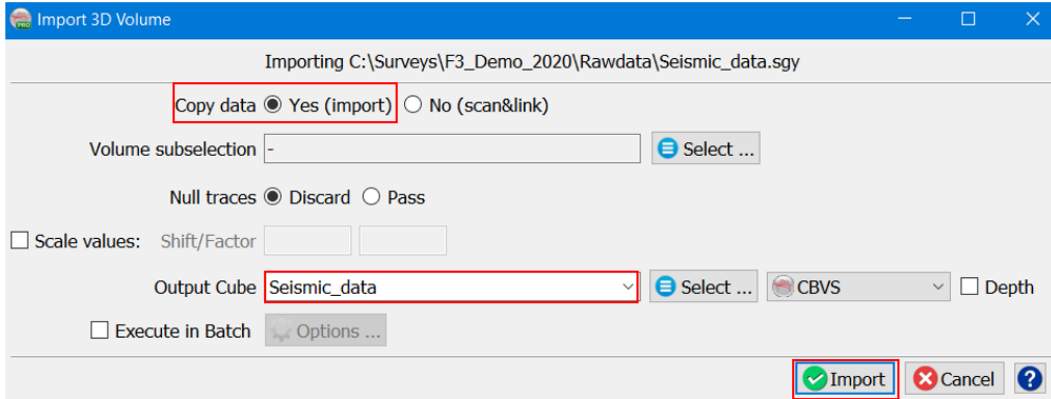 Import 3D Volume
Importing C:\Surveys\F3_Demo_2020\Rawdata\Seismic_data.sgy
Copy data Yes (import) No (scan&link)
Volume subselection - Select ...
Null traces Discard Pass
Scale values: Shift/Factor
Output Cube Seismic_data Select ... CBVS Depth
Execute in Batch Options ...
Import Cancel ?